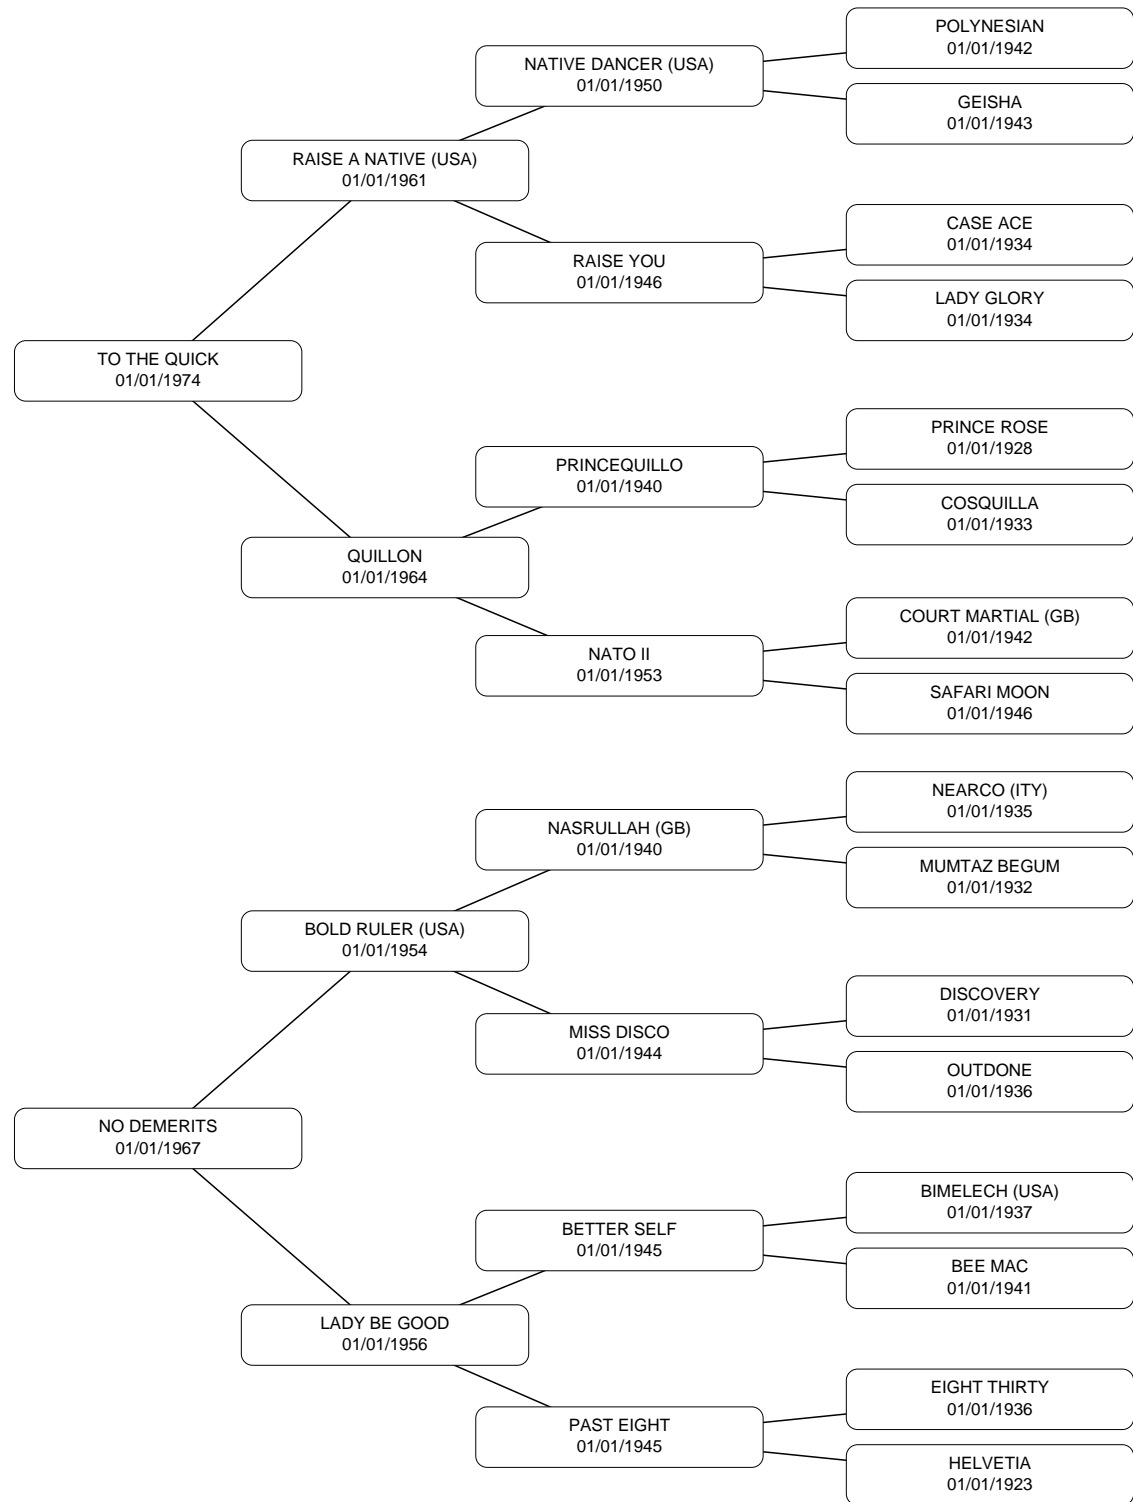 POLYNESIAN
01/01/1942
NATIVE DANCER (USA)
01/01/1950
GEISHA
01/01/1943
RAISE A NATIVE (USA)
01/01/1961
CASE ACE
01/01/1934
RAISE YOU
01/01/1946
LADY GLORY
01/01/1934
TO THE QUICK
01/01/1974
PRINCE ROSE
01/01/1928
PRINCEQUILLO
01/01/1940
COSQUILLA
01/01/1933
QUILLON
01/01/1964
COURT MARTIAL (GB)
01/01/1942
NATO II
01/01/1953
SAFARI MOON
01/01/1946
NEARCO (ITY)
01/01/1935
NASRULLAH (GB)
01/01/1940
MUMTAZ BEGUM
01/01/1932
BOLD RULER (USA)
01/01/1954
DISCOVERY
01/01/1931
MISS DISCO
01/01/1944
OUTDONE
01/01/1936
NO DEMERITS
01/01/1967
BIMELECH (USA)
01/01/1937
BETTER SELF
01/01/1945
BEE MAC
01/01/1941
LADY BE GOOD
01/01/1956
EIGHT THIRTY
01/01/1936
PAST EIGHT
01/01/1945
HELVETIA
01/01/1923